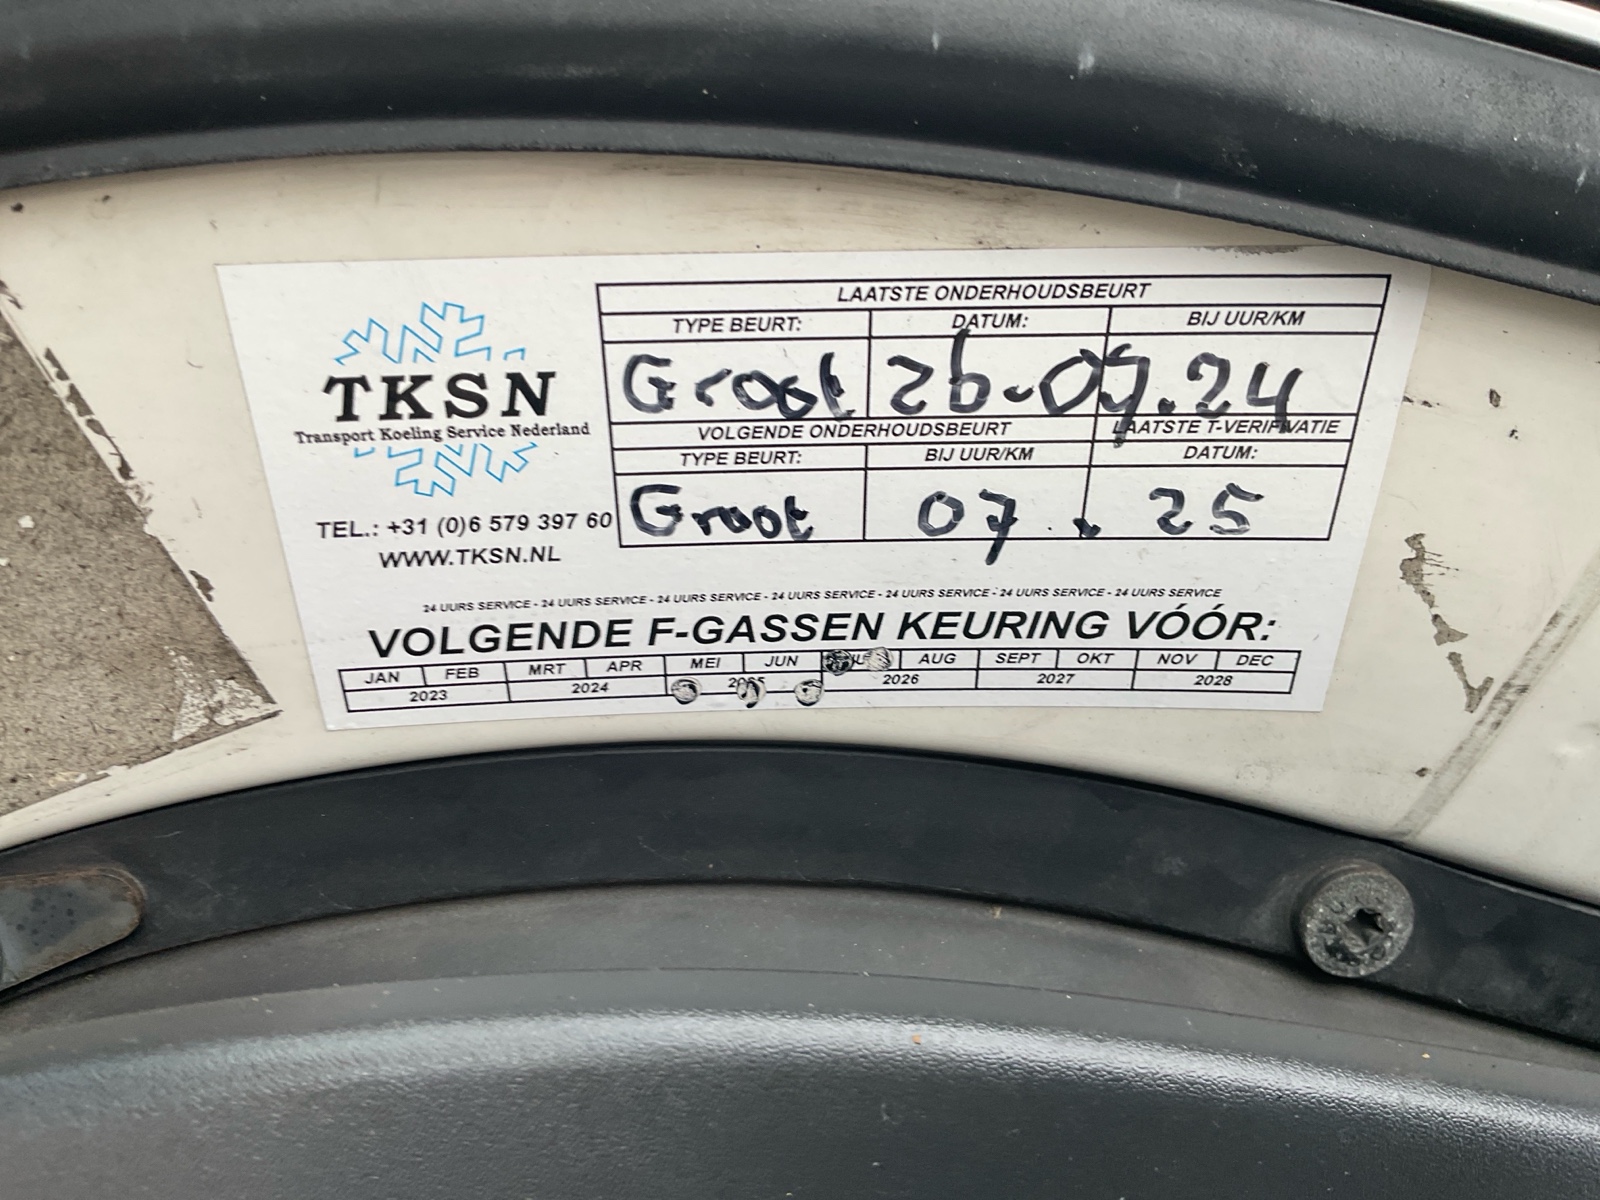 TKSN
Transport Koeling Service Nederland
TEL.: +31 (0)6 579 397 60
WWW.TKSN.NL
LAATSTE ONDERHOUDSBEURT
TYPE BEURT: DATUM: BIJ UUR/KM
Groot 26-09.24
VOLGENDE ONDERHOUDSBEURT LAATSTE T-VERIFIVATIE
TYPE BEURT: BIJ UUR/KM DATUM:
Groot 07.25
24 UURS SERVICE - 24 UURS SERVICE - 24 UURS SERVICE - 24 UURS SERVICE - 24 UURS SERVICE - 24 UURS SERVICE - 24 UURS SERVICE
VOLGENDE F-GASSEN KEURING VÓÓR:
JAN FEB MRT APR MEI JUN AUG SEPT OKT NOV DEC
2023 2024 2025 2026 2027 2028